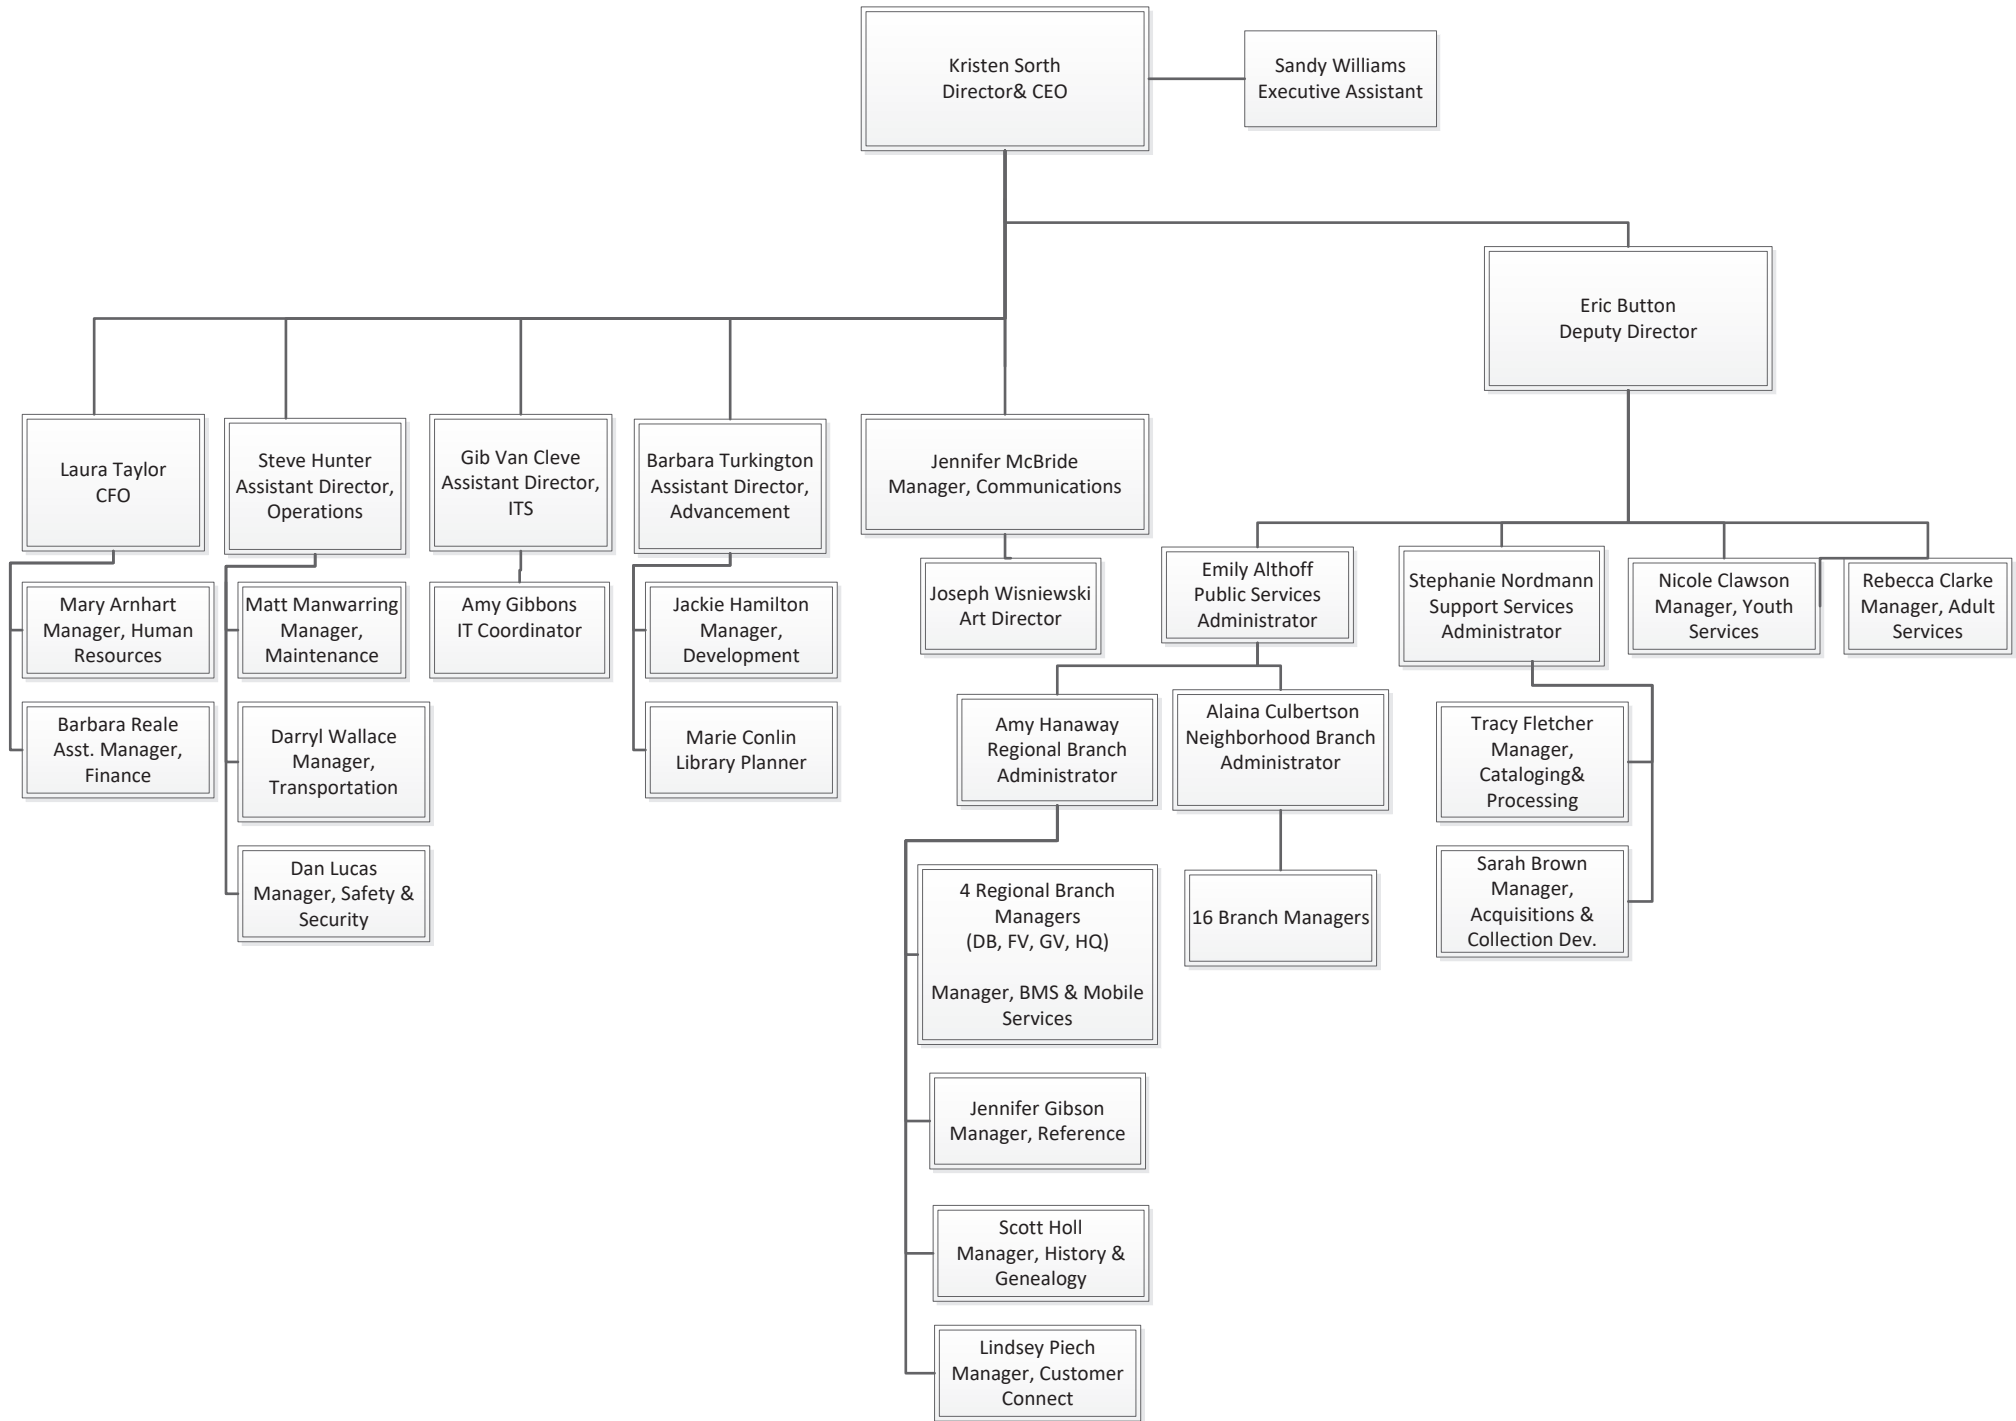 Kristen Sorth
Director& CEO
Sandy Williams
Executive Assistant
Eric Button
Deputy Director
Laura Taylor
CFO
Steve Hunter
Assistant Director,
Operations
Gib Van Cleve
Assistant Director,
ITS
Barbara Turkington
Assistant Director,
Advancement
Jennifer McBride
Manager, Communications
Mary Arnhart
Manager, Human
Resources
Barbara Reale
Asst. Manager,
Finance
Matt Manwarring
Manager,
Maintenance
Darryl Wallace
Manager,
Transportation
Dan Lucas
Manager, Safety &
Security
Amy Gibbons
IT Coordinator
Jackie Hamilton
Manager,
Development
Marie Conlin
Library Planner
Joseph Wisniewski
Art Director
Emily Althoff
Public Services
Administrator
Stephanie Nordmann
Support Services
Administrator
Nicole Clawson
Manager, Youth
Services
Rebecca Clarke
Manager, Adult
Services
Amy Hanaway
Regional Branch
Administrator
Alaina Culbertson
Neighborhood Branch
Administrator
Tracy Fletcher
Manager,
Cataloging&
Processing
Sarah Brown
Manager,
Acquisitions &
Collection Dev.
4 Regional Branch
Managers
(DB, FV, GV, HQ)
Manager, BMS & Mobile
Services
16 Branch Managers
Jennifer Gibson
Manager, Reference
Scott Holl
Manager, History &
Genealogy
Lindsey Piech
Manager, Customer
Connect